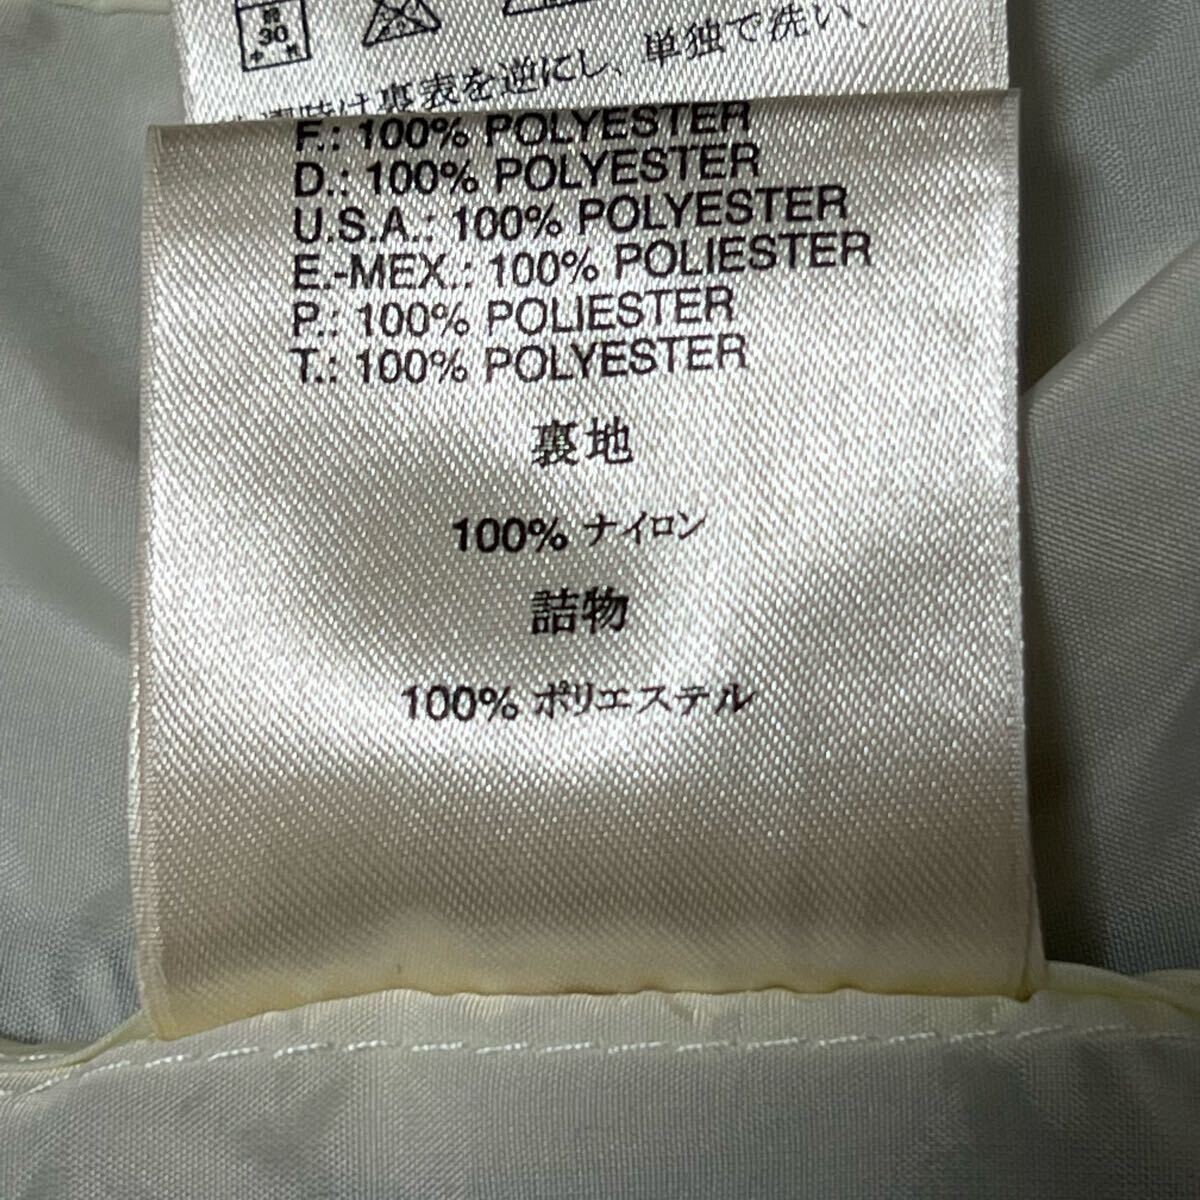 30
裏表を逆にし、単独で洗い、
F.: 100% POLYESTER
D.: 100% POLYESTER
U.S.A.: 100% POLYESTER
E.-MEX.: 100% POLIESTER
P.: 100% POLIESTER
T.: 100% POLYESTER
裏地
100% ナイロン
詰物
100% ポリエステル